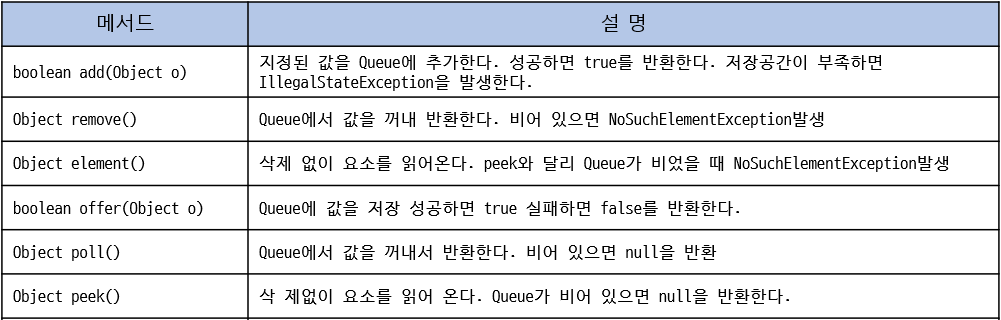 메서드
설 명
boolean add(Object o)
지정된 값을 Queue에 추가한다. 성공하면 true를 반환한다. 저장공간이 부족하면
IllegalStateException을 발생한다.
Object remove()
Queue에서 값을 꺼내 반환한다. 비어 있으면 NoSuchElementException발생
Object element()
삭제 없이 요소를 읽어온다. peek와 달리 Queue가 비었을 때 NoSuchElementException발생
boolean offer(Object o)
Queue에 값을 저장 성공하면 true 실패하면 false를 반환한다.
Object poll()
Queue에서 값을 꺼내서 반환한다. 비어 있으면 null을 반환
Object peek()
삭 제없이 요소를 읽어 온다. Queue가 비어 있으면 null을 반환한다.